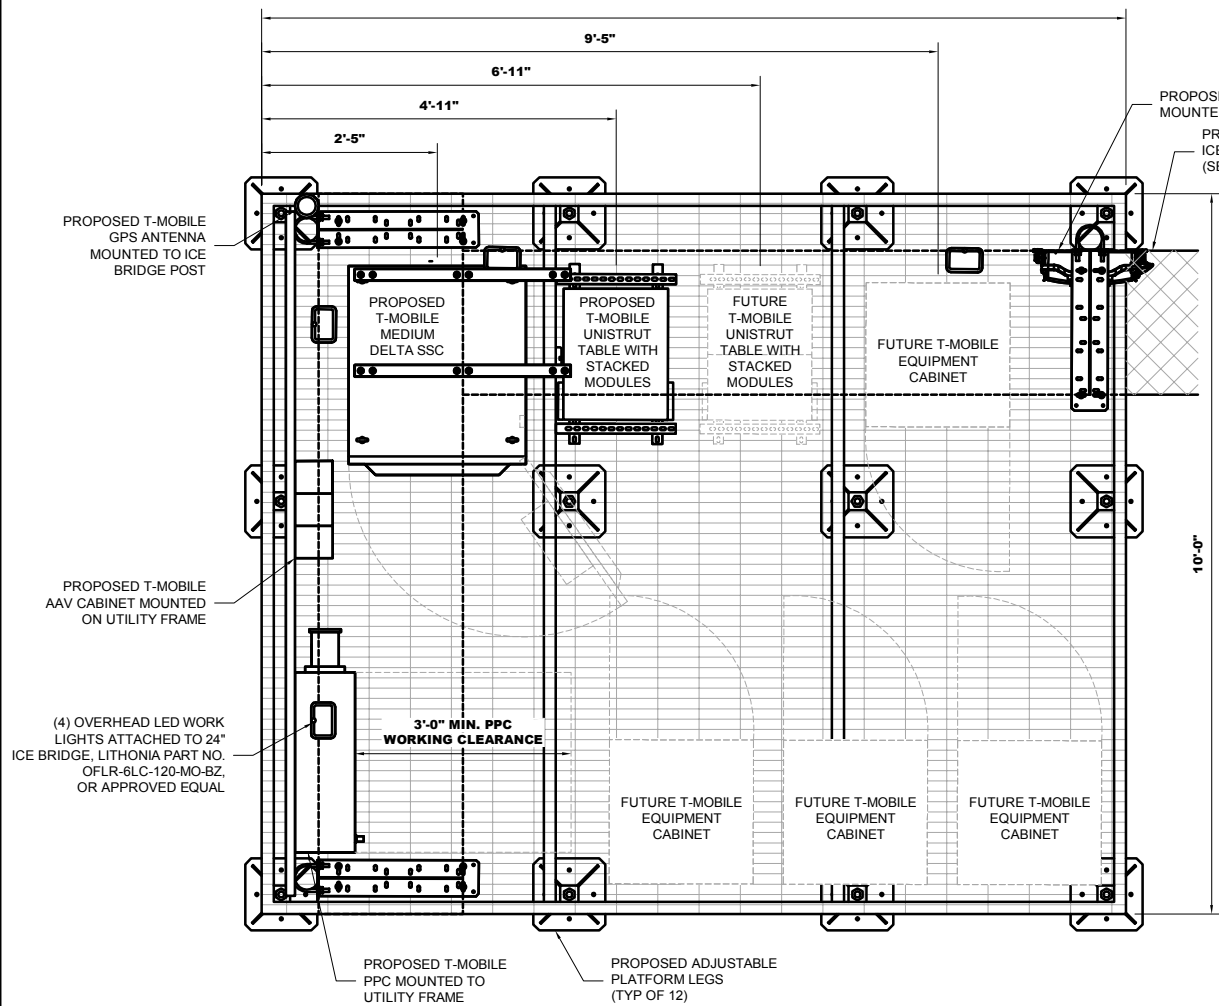 9'-5"
6'-11"
4'-11"
2'-5"
MOUNTE
ICE
(SE
PROPOSED T-MOBILE
GPS ANTENNA
MOUNTED TO ICE
BRIDGE POST
PROPOSED
T-MOBILE
MEDIUM
DELTA SSC
PROPOSED
T-MOBILE
UNISTRUT
TABLE WITH
STACKED
MODULES
FUTURE
T-MOBILE
UNISTRUT
TABLE WITH
STACKED
MODULES
FUTURE T-MOBILE
EQUIPMENT
CABINET
10'-0"
PROPOSED T-MOBILE
AAV CABINET MOUNTED
ON UTILITY FRAME
(4) OVERHEAD LED WORK
LIGHTS ATTACHED TO 24"
ICE BRIDGE, LITHONIA PART NO.
OFLR-6LC-120-MO-BZ,
OR APPROVED EQUAL
3'-0" MIN. PPC
WORKING CLEARANCE
FUTURE T-MOBILE
EQUIPMENT
CABINET
FUTURE T-MOBILE
EQUIPMENT
CABINET
FUTURE T-MOBILE
EQUIPMENT
CABINET
PROPOSED T-MOBILE
PPC MOUNTED TO
UTILITY FRAME
PROPOSED ADJUSTABLE
PLATFORM LEGS
(TYP OF 12)